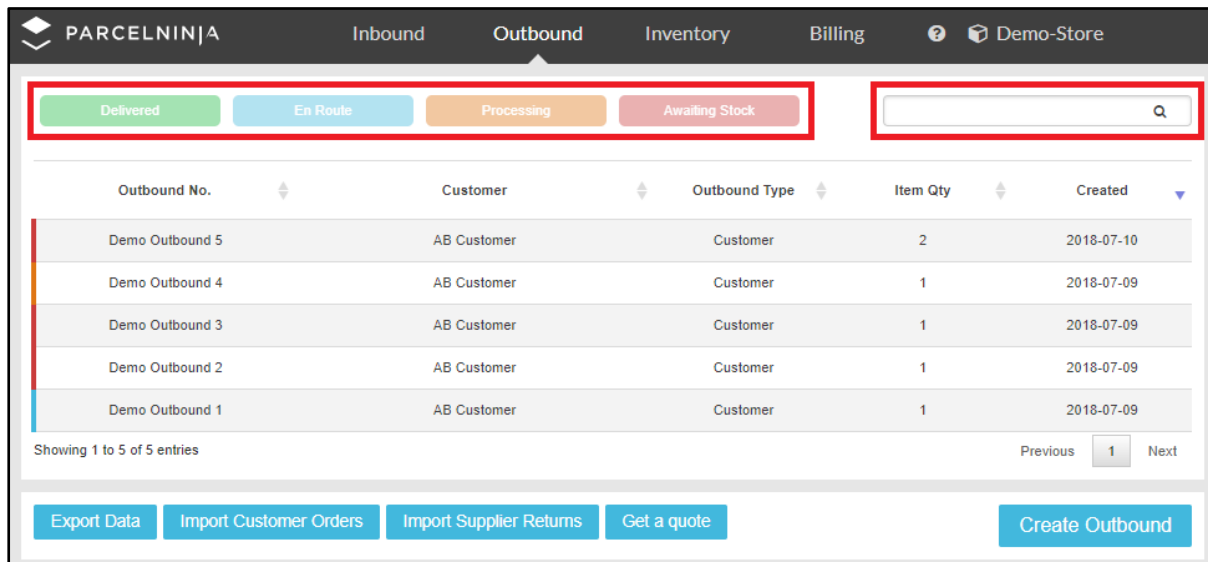 PARCELNIN|A Inbound Outbound Inventory Billing ? Demo-Store
Delivered En Route Processing Awaiting Stock
Outbound No. Customer Outbound Type Item Qty Created
Demo Outbound 5 AB Customer Customer 2 2018-07-10
Demo Outbound 4 AB Customer Customer 1 2018-07-09
Demo Outbound 3 AB Customer Customer 1 2018-07-09
Demo Outbound 2 AB Customer Customer 1 2018-07-09
Demo Outbound 1 AB Customer Customer 1 2018-07-09
Showing 1 to 5 of 5 entries Previous 1 Next
Export Data Import Customer Orders Import Supplier Returns Get a quote Create Outbound